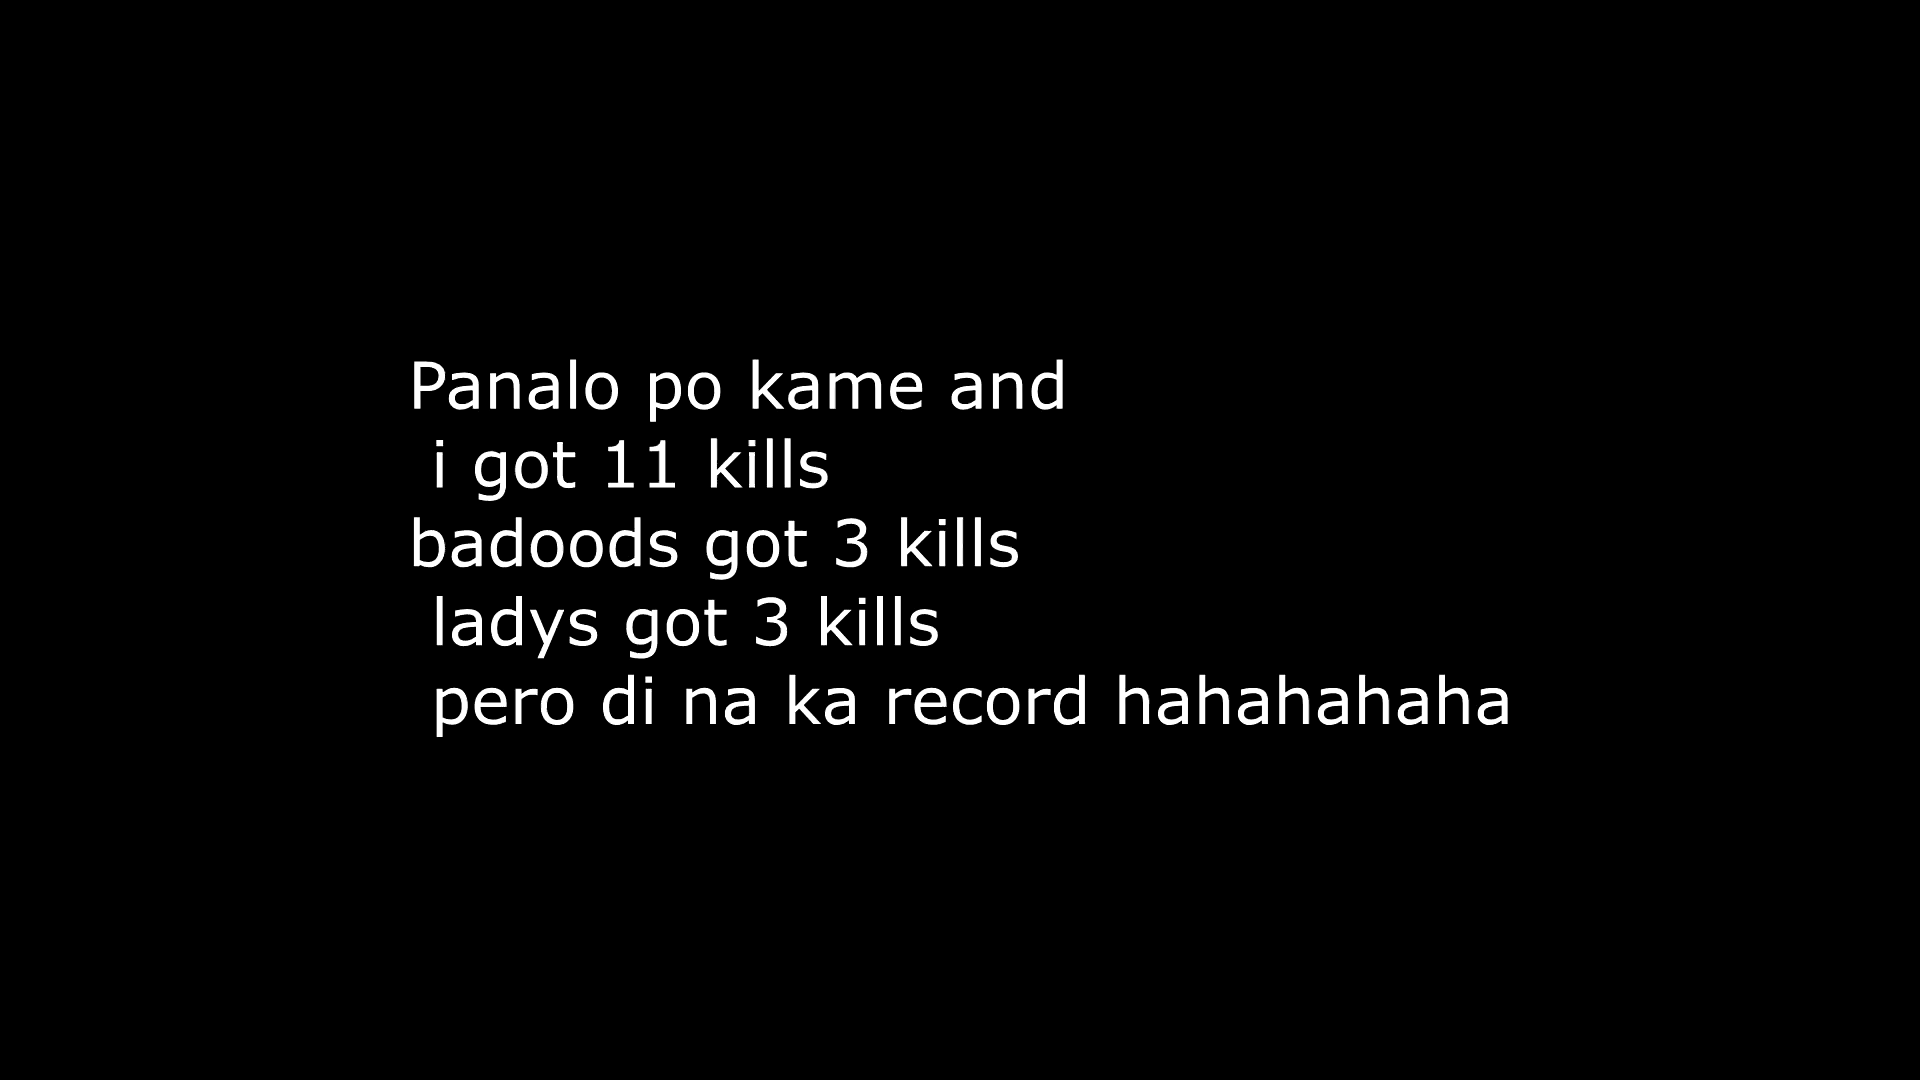 Panalo po kame and
i got 11 kills
badoods got 3 kills
ladys got 3 kills
pero di na ka record hahahahaha